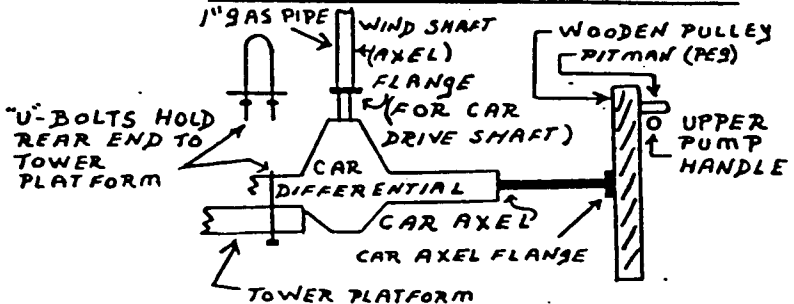 1" GAS PIPE
WIND SHAFT
(AXEL)
FLANGE
(FOR CAR
DRIVE SHAFT)
WOODEN PULLEY
PITMAN (PEG)
"U"-BOLTS HOLD
REAR END TO
TOWER
PLATFORM
UPPER
PUMP
HANDLE
CAR
DIFFERENTIAL
CAR AXEL
CAR AXEL FLANGE
TOWER PLATFORM